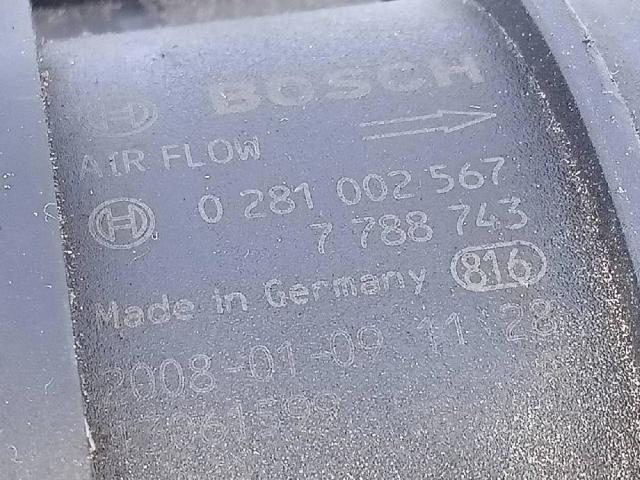 BOSCH
AIR FLOW
0 281 002 567
7 788 743
Made in Germany 816
2008-01-09 11 28